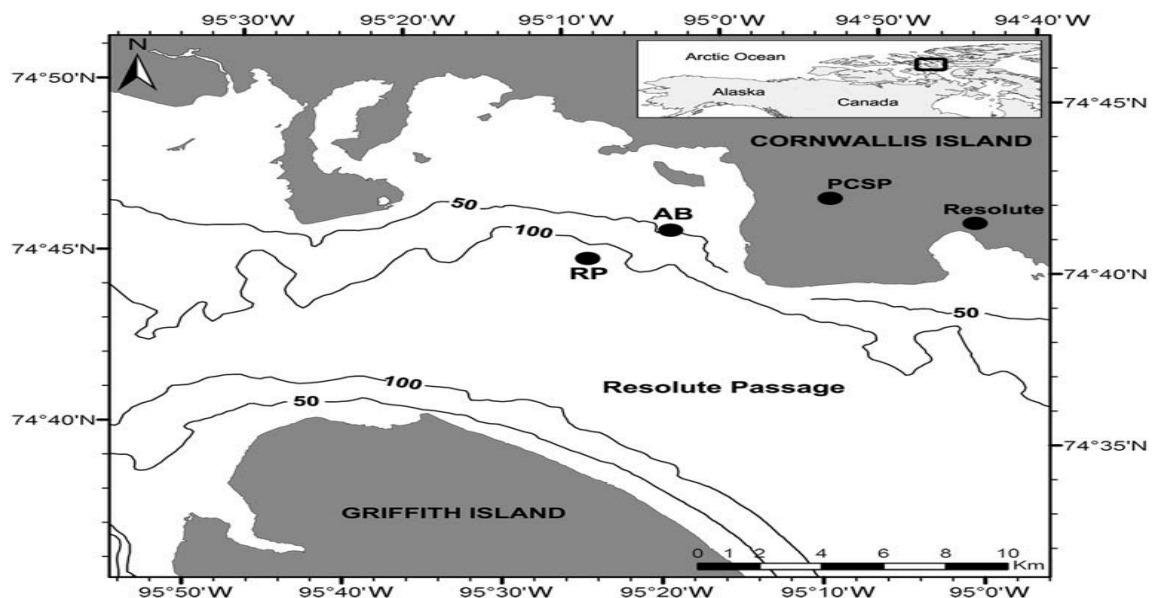 95°30'W 95°20'W 95°10'W 95°8'W 94°50'W 94°40'W
N
Arctic Ocean
Alaska
Canada
74°50'N
74°45'N
CORNWALLIS ISLAND
PCSP
Resolute
50
AB
100
RP
74°45'N
74°40'N
50
Resolute Passage
100
50
74°40'N
74°35'N
GRIFFITH ISLAND
0 1 2 4 6 8 10
Km
95°50'W 95°40'W 95°30'W 95°20'W 95°10'W